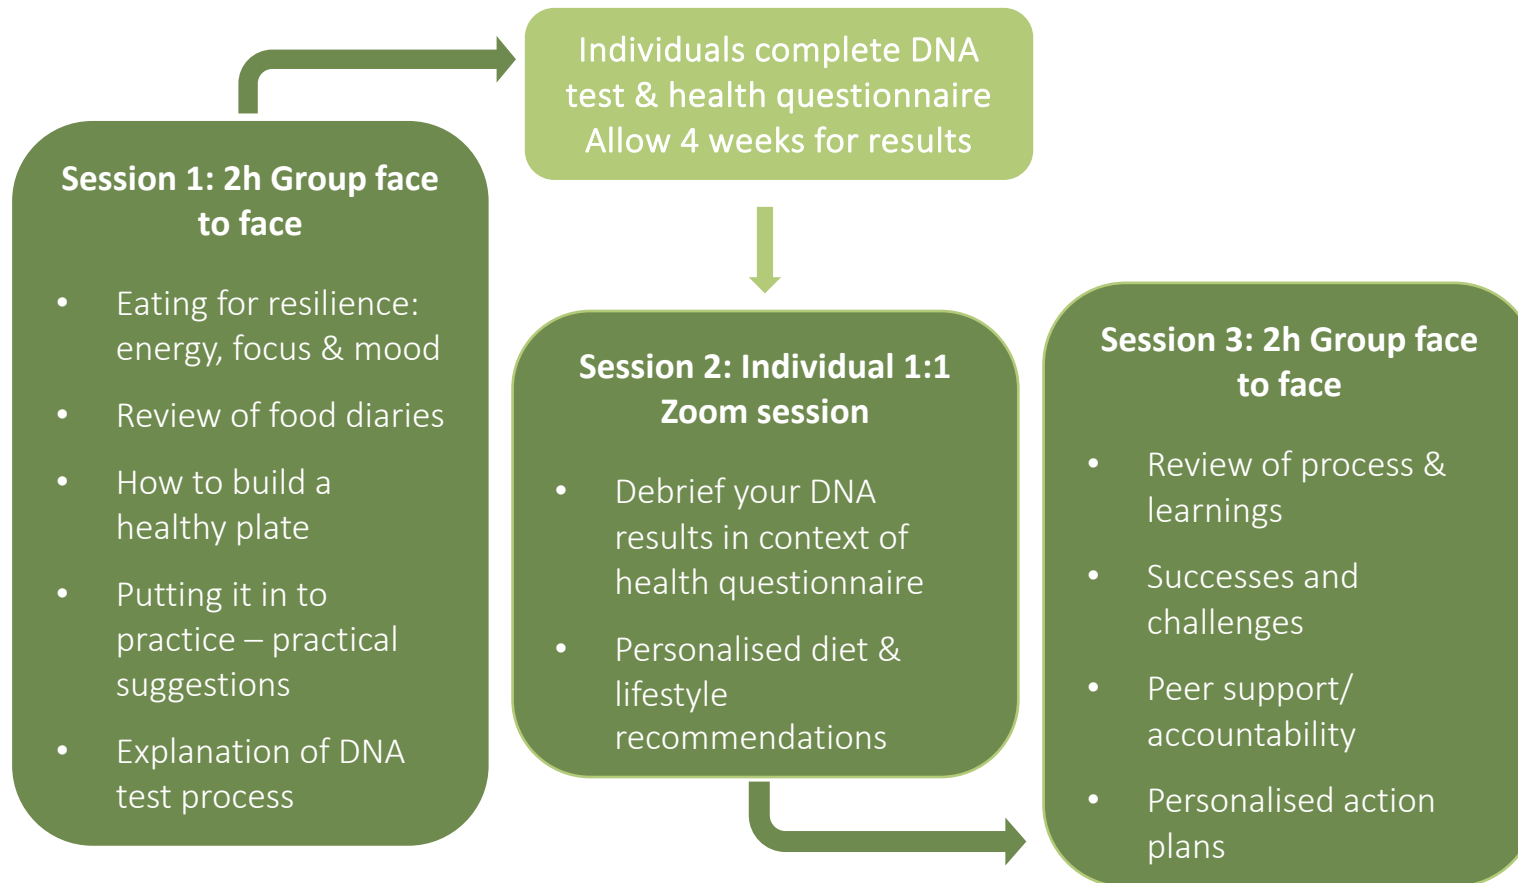 Individuals complete DNA
test & health questionnaire
Allow 4 weeks for results
Session 1: 2h Group face
to face
• Eating for resilience:
energy, focus & mood
• Review of food diaries
• How to build a
healthy plate
• Putting it in to
practice – practical
suggestions
• Explanation of DNA
test process
Session 2: Individual 1:1
Zoom session
• Debrief your DNA
results in context of
health questionnaire
• Personalised diet &
lifestyle
recommendations
Session 3: 2h Group face
to face
• Review of process &
learnings
• Successes and
challenges
• Peer support/
accountability
• Personalised action
plans